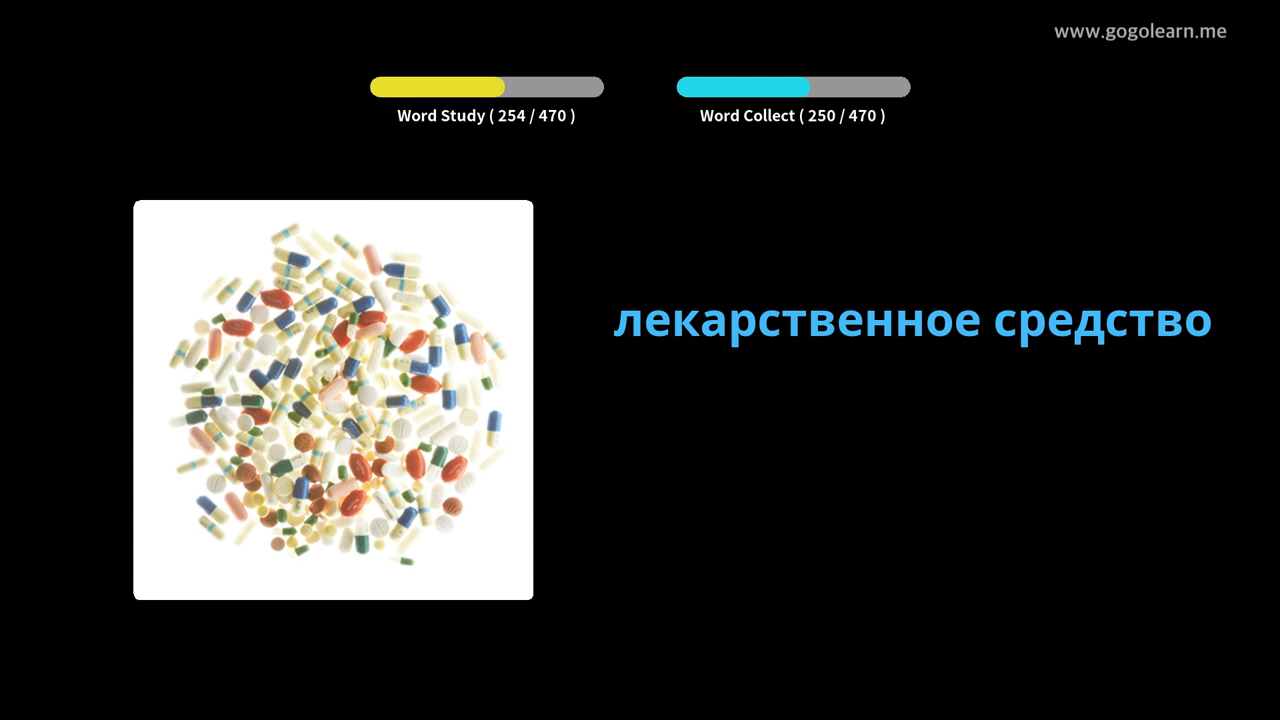 www.gogolearn.me
Word Study ( 254 / 470 )
Word Collect ( 250 / 470 )
лекарственное средство